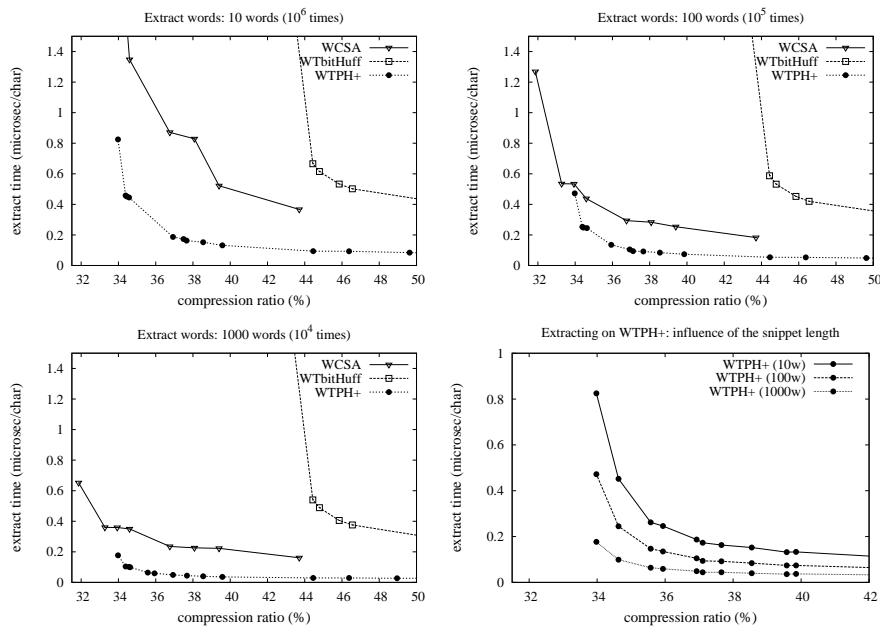 Extract words: 10 words (10^6 times)
1.4
1.2
1
0.8
0.6
0.4
0.2
0
extract time (microsec/char)
WCSA
WTbitHuff
WTPH+
32 34 36 38 40 42 44 46 48 50
compression ratio (%)
Extract words: 100 words (10^5 times)
1.4
1.2
1
0.8
0.6
0.4
0.2
0
extract time (microsec/char)
WCSA
WTbitHuff
WTPH+
32 34 36 38 40 42 44 46 48 50
compression ratio (%)
Extract words: 1000 words (10^4 times)
1.4
1.2
1
0.8
0.6
0.4
0.2
0
extract time (microsec/char)
WCSA
WTbitHuff
WTPH+
32 34 36 38 40 42 44 46 48 50
compression ratio (%)
Extracting on WTPH+: influence of the snippet length
1
0.8
0.6
0.4
0.2
0
extract time (microsec/char)
WTPH+ (10w)
WTPH+ (100w)
WTPH+ (1000w)
32 34 36 38 40 42
compression ratio (%)